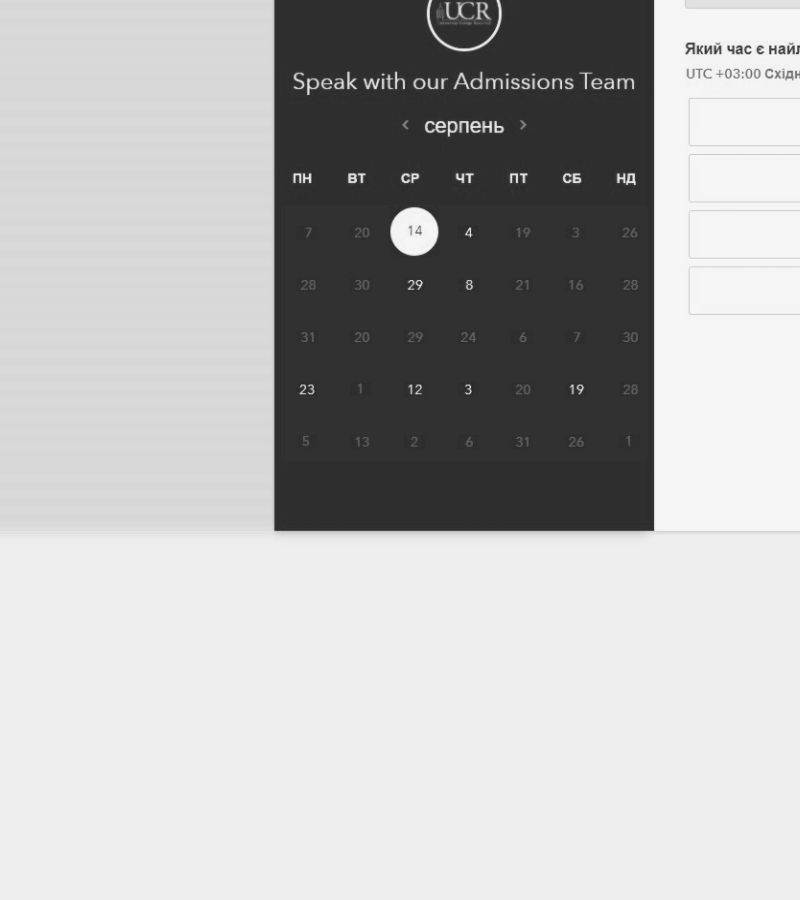 UCR
Speak with our Admissions Team
< серпень >
ПН ВТ СР ЧТ ПТ СБ НД
7 20 14 4 19 3 26
28 30 29 8 21 16 28
31 20 29 24 6 7 30
23 1 12 3 20 19 28
5 13 2 6 31 26 1
Який час є
UTC +03:00